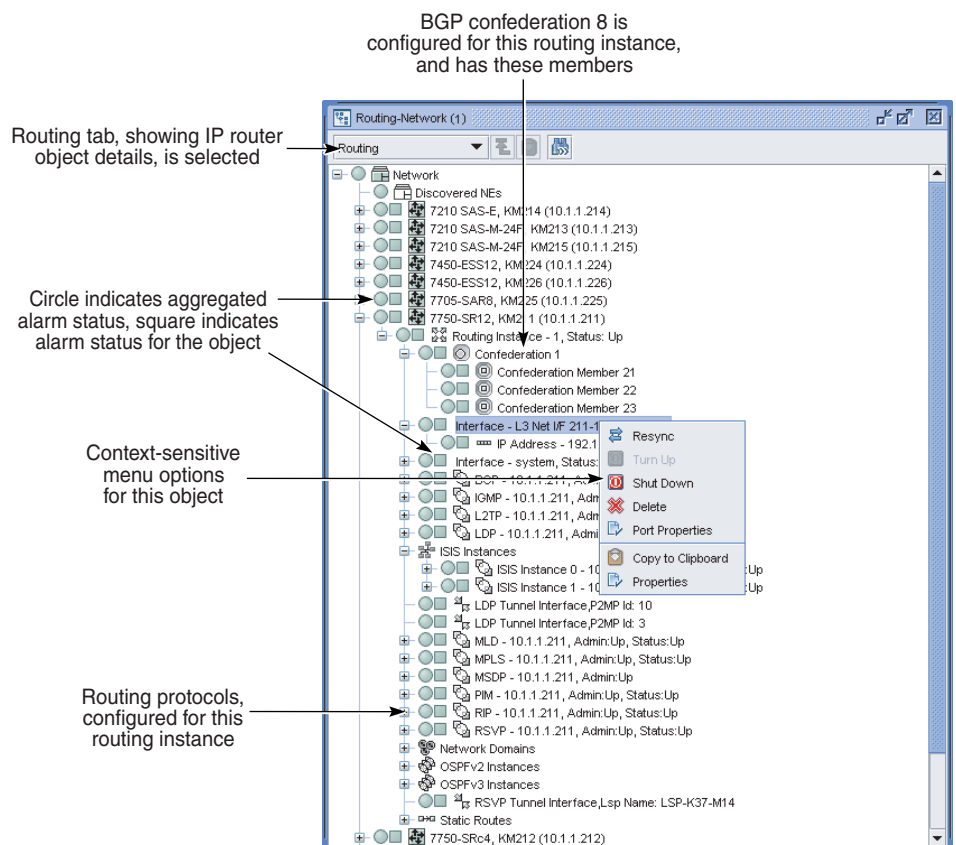 BGP confederation 8 is
configured for this routing instance,
and has these members
Routing tab, showing IP router
object details, is selected
Circle indicates aggregated
alarm status, square indicates
alarm status for the object
Context-sensitive
menu options
for this object
Routing protocols,
configured for this
routing instance
Routing-Network (1)
Routing
Network
Discovered NEs
7210 SAS-E, KM214 (10.1.1.214)
7210 SAS-M-24F, KM213 (10.1.1.213)
7210 SAS-M-24F, KM215 (10.1.1.215)
7450-ESS12, KM224 (10.1.1.224)
7450-ESS12, KM226 (10.1.1.226)
7705-SAR8, KM225 (10.1.1.225)
7750-SR12, KM211 (10.1.1.211)
Routing Instance - 1, Status: Up
Confederation 1
Confederation Member 21
Confederation Member 22
Confederation Member 23
Interface - L3 Net I/F 211-1
IP Address - 192.1
Interface - system, Status:
BGP - 10.1.1.211, Adm
IGMP - 10.1.1.211, Adm
L2TP - 10.1.1.211, Adm
LDP - 10.1.1.211, Admi
ISIS Instances
ISIS Instance 0 - 10 :Up
ISIS Instance 1 - 10 :Up
LDP Tunnel Interface,P2MP Id: 10
LDP Tunnel Interface,P2MP Id: 3
MLD - 10.1.1.211, Admin:Up, Status:Up
MPLS - 10.1.1.211, Admin:Up, Status:Up
MSDP - 10.1.1.211, Admin:Up, Status:Up
PIM - 10.1.1.211, Admin:Up, Status:Up
RIP - 10.1.1.211, Admin:Up, Status:Up
RSVP - 10.1.1.211, Admin:Up, Status:Up
Network Domains
OSPFv2 Instances
OSPFv3 Instances
RSVP Tunnel Interface,Lsp Name: LSP-K37-M14
Static Routes
7750-SRc4, KM212 (10.1.1.212)
Resync
Turn Up
Shut Down
Delete
Port Properties
Copy to Clipboard
Properties